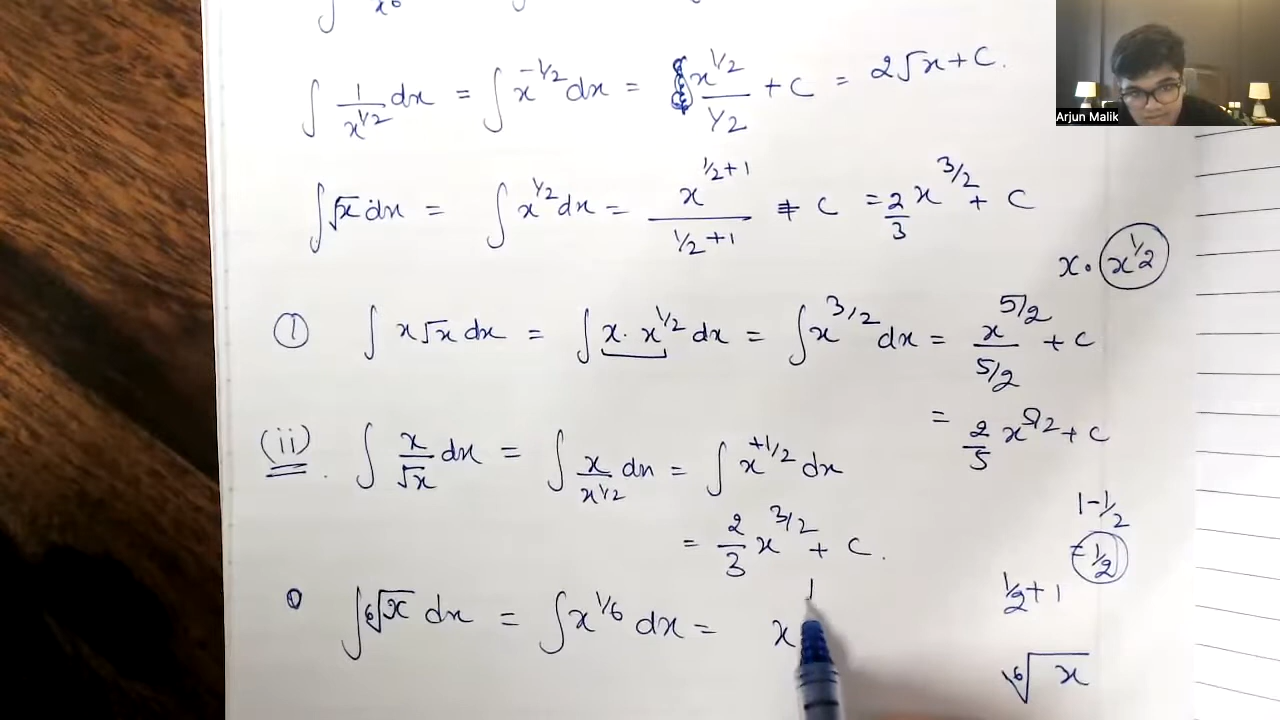 ∫ x⁶
∫ 1/x^1/2 dx = ∫ x^-1/2 dx = x^1/2 / 1/2 + C = 2√x + C.
Arjun Malik
∫ √x dx = ∫ x^1/2 dx = x^1/2+1 / 1/2+1 + C = 2/3 x^3/2 + C
x · x^1/2
① ∫ x√x dx = ∫ x · x^1/2 dx = ∫ x^3/2 dx = x^5/2 / 5/2 + C
= 2/5 x^5/2 + C
(ii). ∫ x/√x dx = ∫ x/x^1/2 dx = ∫ x^+1/2 dx
1 - 1/2
= 1/2
= 2/3 x^3/2 + C.
1/2 + 1
∫ ⁶√x dx = ∫ x^1/6 dx = x^1
⁶√x